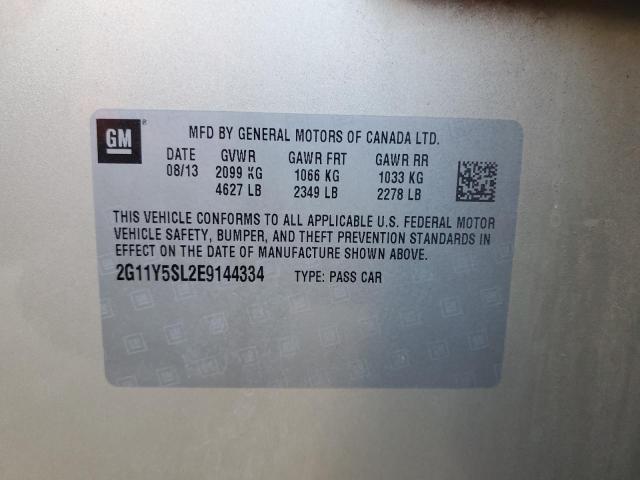 GM ®
MFD BY GENERAL MOTORS OF CANADA LTD.
DATE GVWR GAWR FRT GAWR RR
08/13 2099 KG 1066 KG 1033 KG
4627 LB 2349 LB 2278 LB
THIS VEHICLE CONFORMS TO ALL APPLICABLE U.S. FEDERAL MOTOR
VEHICLE SAFETY, BUMPER, AND THEFT PREVENTION STANDARDS IN
EFFECT ON THE DATE OF MANUFACTURE SHOWN ABOVE.
2G11Y5SL2E9144334 TYPE: PASS CAR